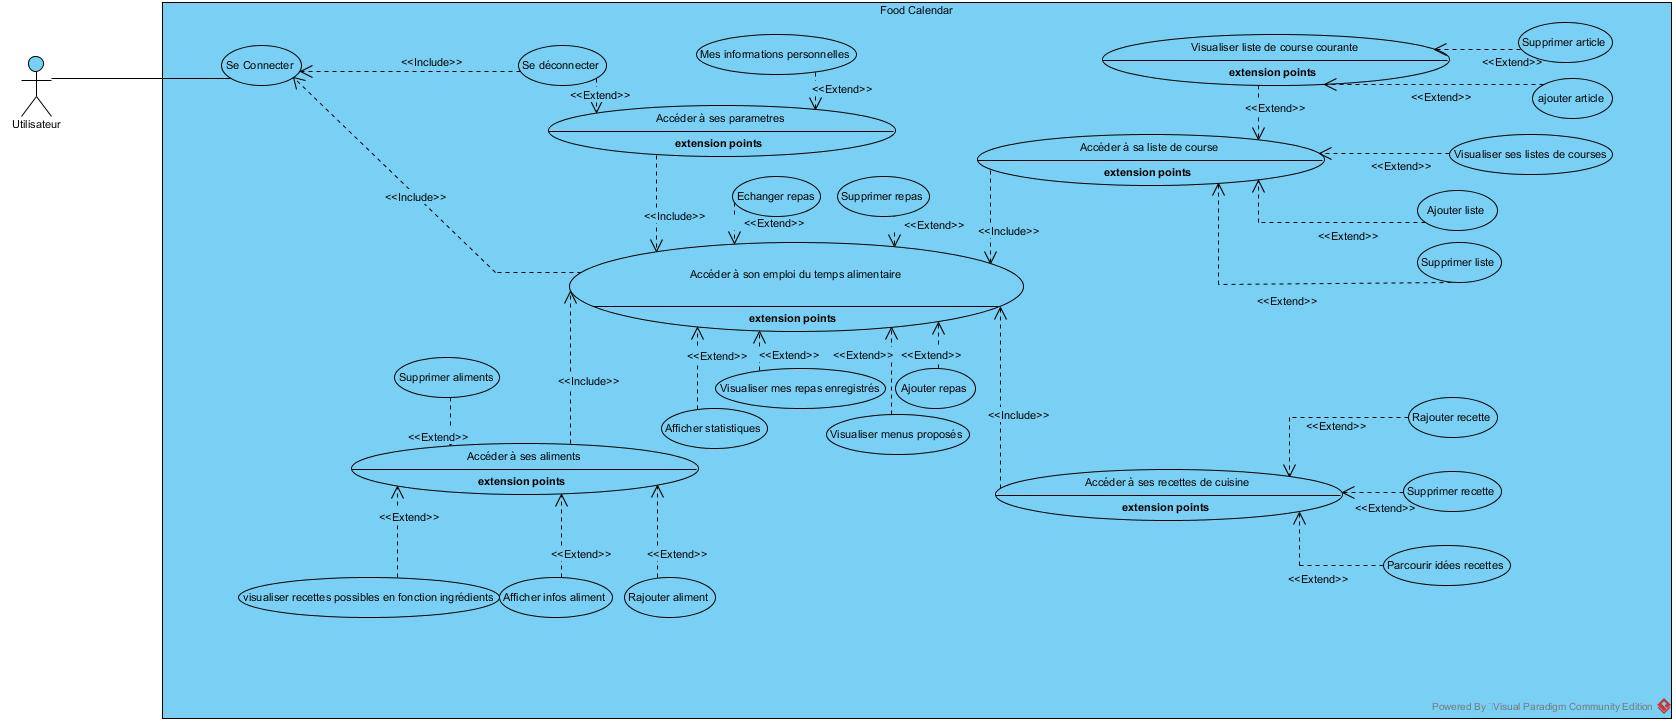 Food Calendar
Utilisateur
Se Connecter
<<Include>>
Se déconnecter
<<Extend>>
Mes informations personnelles
<<Extend>>
Accéder à ses parametres
extension points
Visualiser liste de course courante
extension points
Supprimer article
<<Extend>>
ajouter article
<<Extend>>
<<Extend>>
Accéder à sa liste de course
extension points
Visualiser ses listes de courses
<<Extend>>
Ajouter liste
<<Extend>>
Supprimer liste
<<Extend>>
<<Include>>
<<Include>>
Echanger repas
<<Extend>>
Supprimer repas
<<Extend>>
<<Include>>
Accéder à son emploi du temps alimentaire
extension points
<<Extend>>
<<Extend>>
<<Extend>>
<<Extend>>
Visualiser mes repas enregistrés
Ajouter repas
Afficher statistiques
Visualiser menus proposés
<<Include>>
<<Include>>
Supprimer aliments
<<Extend>>
Accéder à ses aliments
extension points
<<Extend>>
<<Extend>>
<<Extend>>
visualiser recettes possibles en fonction ingrédients
Afficher infos aliment
Rajouter aliment
Rajouter recette
<<Extend>>
Accéder à ses recettes de cuisine
extension points
Supprimer recette
<<Extend>>
Parcourir idées recettes
<<Extend>>
Powered By Visual Paradigm Community Edition